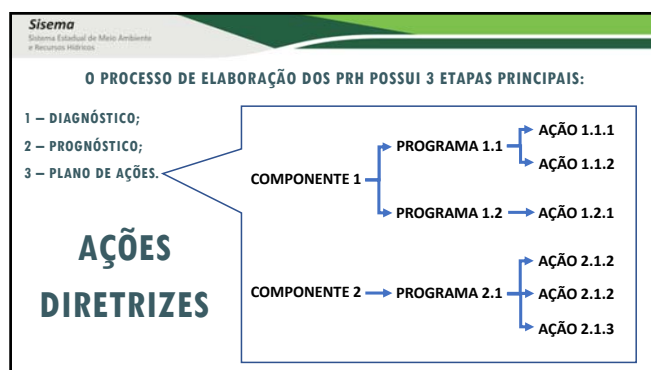 Sisema
Sistema Estadual de Meio Ambiente
e Recursos Hídricos
O PROCESSO DE ELABORAÇÃO DOS PRH POSSUI 3 ETAPAS PRINCIPAIS:
1 – DIAGNÓSTICO;
2 – PROGNÓSTICO;
3 – PLANO DE AÇÕES.
AÇÕES
DIRETRIZES
COMPONENTE 1
PROGRAMA 1.1
AÇÃO 1.1.1
AÇÃO 1.1.2
PROGRAMA 1.2
AÇÃO 1.2.1
COMPONENTE 2
PROGRAMA 2.1
AÇÃO 2.1.2
AÇÃO 2.1.2
AÇÃO 2.1.3